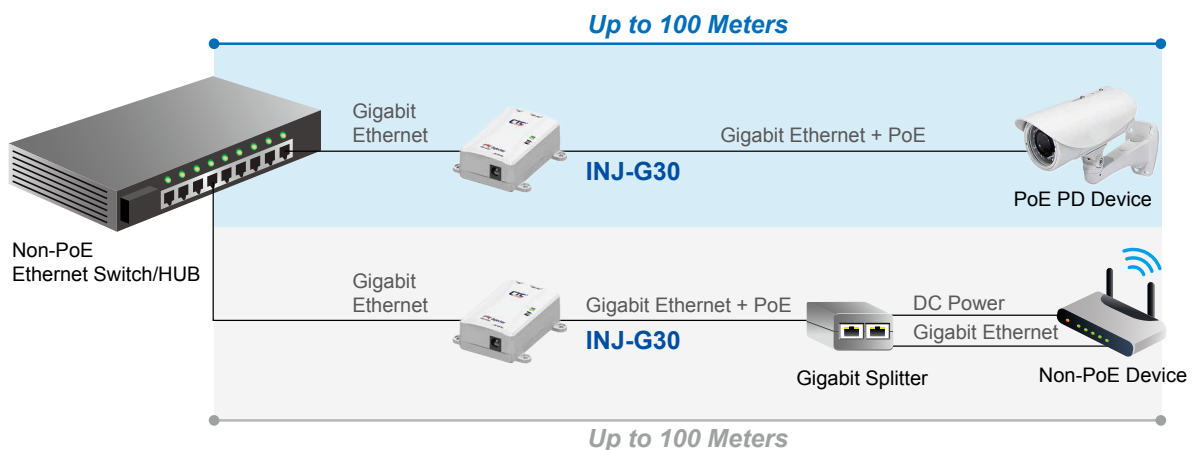 Up to 100 Meters
Gigabit
Ethernet
CTC
Gigabit Ethernet + PoE
INJ-G30
PoE PD Device
Non-PoE
Ethernet Switch/HUB
Gigabit
Ethernet
CTC
Gigabit Ethernet + PoE
INJ-G30
DC Power
Gigabit Ethernet
Gigabit Splitter
Non-PoE Device
Up to 100 Meters